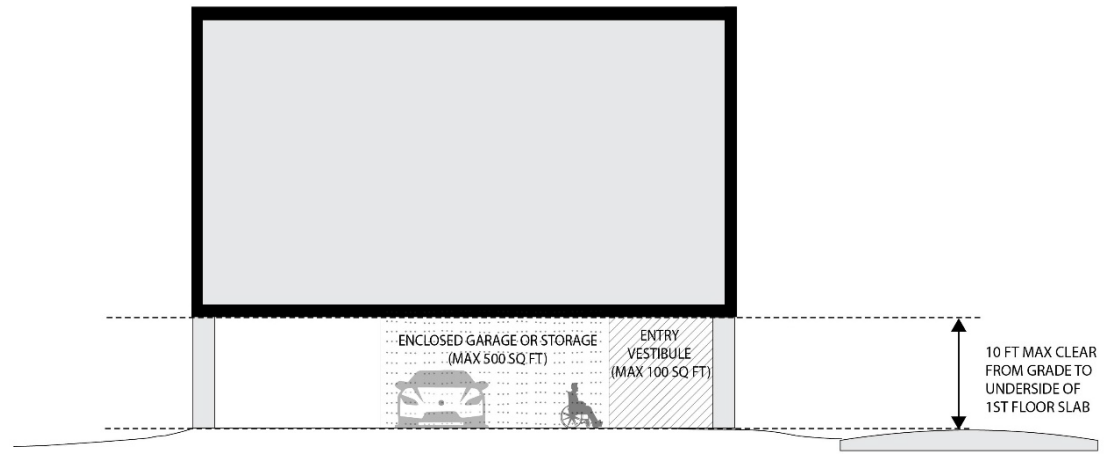 ENCLOSED GARAGE OR STORAGE
(MAX 500 SQ FT)
ENTRY
VESTIBULE
(MAX 100 SQ FT)
10 FT MAX CLEAR
FROM GRADE TO
UNDERSIDE OF
1ST FLOOR SLAB